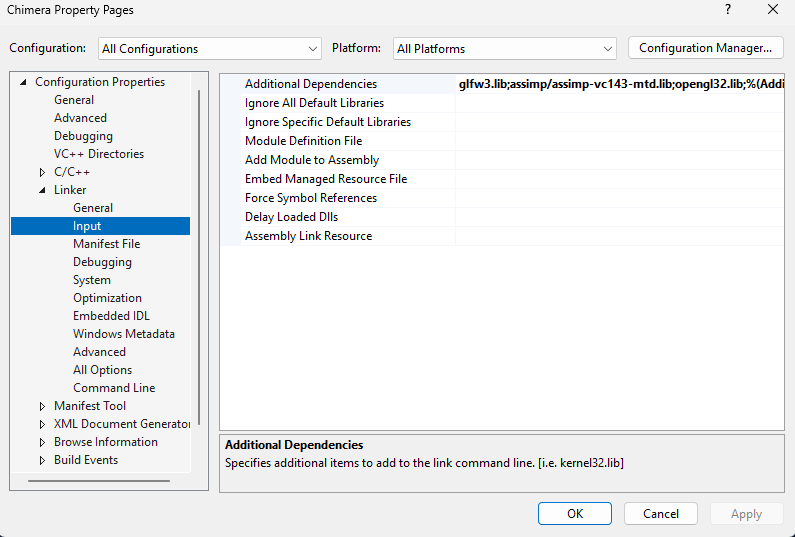 Chimera Property Pages
?
Configuration: All Configurations Platform: All Platforms Configuration Manager...
Configuration Properties
General
Advanced
Debugging
VC++ Directories
C/C++
Linker
General
Input
Manifest File
Debugging
System
Optimization
Embedded IDL
Windows Metadata
Advanced
All Options
Command Line
Manifest Tool
XML Document Generator
Browse Information
Build Events
Additional Dependencies glfw3.lib;assimp/assimp-vc143-mtd.lib;opengl32.lib;%(Addi
Ignore All Default Libraries
Ignore Specific Default Libraries
Module Definition File
Add Module to Assembly
Embed Managed Resource File
Force Symbol References
Delay Loaded Dlls
Assembly Link Resource
Additional Dependencies
Specifies additional items to add to the link command line. [i.e. kernel32.lib]
OK Cancel Apply